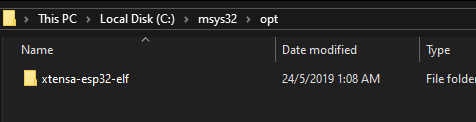 This PC > Local Disk (C:) > msys32 > opt
Name Date modified Type
xtensa-esp32-elf 24/5/2019 1:08 AM File folder